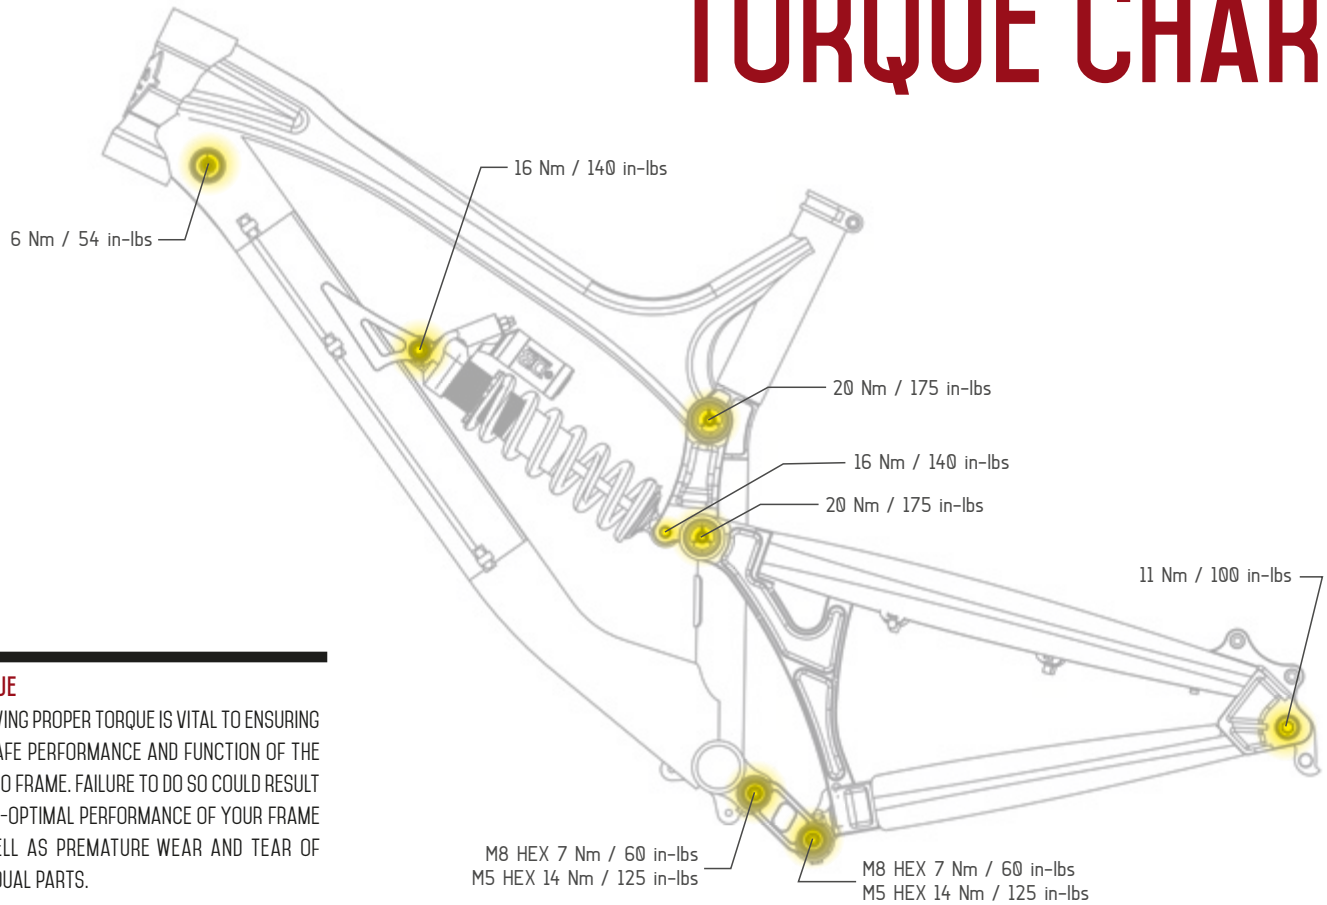 TORQUE CHAR
16 Nm / 140 in-lbs
6 Nm / 54 in-lbs
20 Nm / 175 in-lbs
16 Nm / 140 in-lbs
20 Nm / 175 in-lbs
11 Nm / 100 in-lbs
UE
WING PROPER TORQUE IS VITAL TO ENSURING
AFE PERFORMANCE AND FUNCTION OF THE
O FRAME. FAILURE TO DO SO COULD RESULT
-OPTIMAL PERFORMANCE OF YOUR FRAME
ELL AS PREMATURE WEAR AND TEAR OF
DUAL PARTS.
M8 HEX 7 Nm / 60 in-lbs
M5 HEX 14 Nm / 125 in-lbs
M8 HEX 7 Nm / 60 in-lbs
M5 HEX 14 Nm / 125 in-lbs